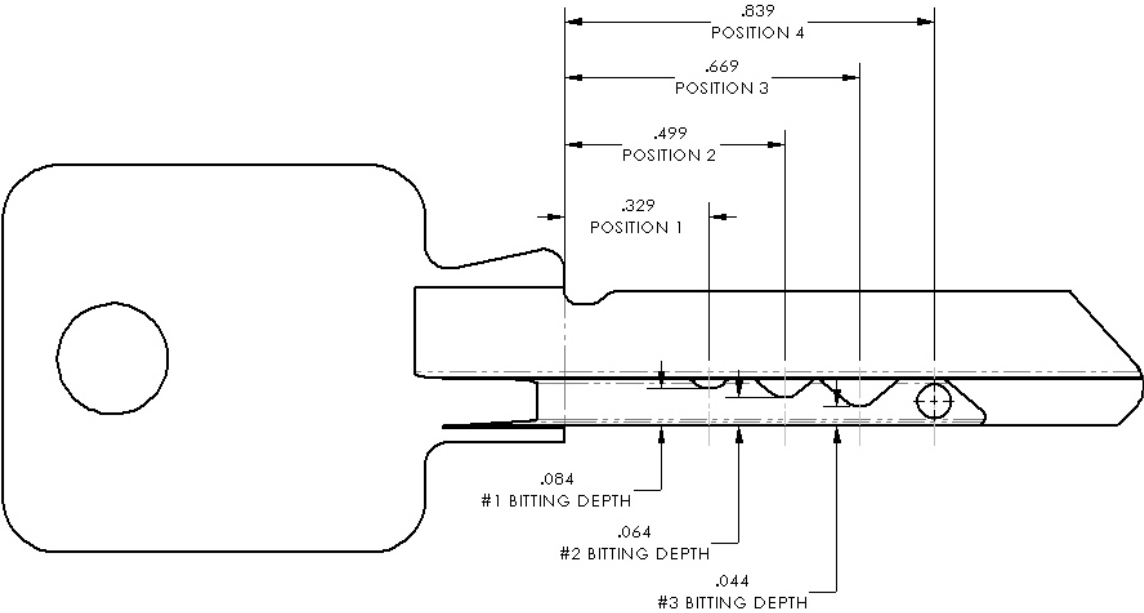 .839
POSITION 4
.669
POSITION 3
.499
POSITION 2
.329
POSITION 1
.084
#1 BITTING DEPTH
.064
#2 BITTING DEPTH
.044
#3 BITTING DEPTH